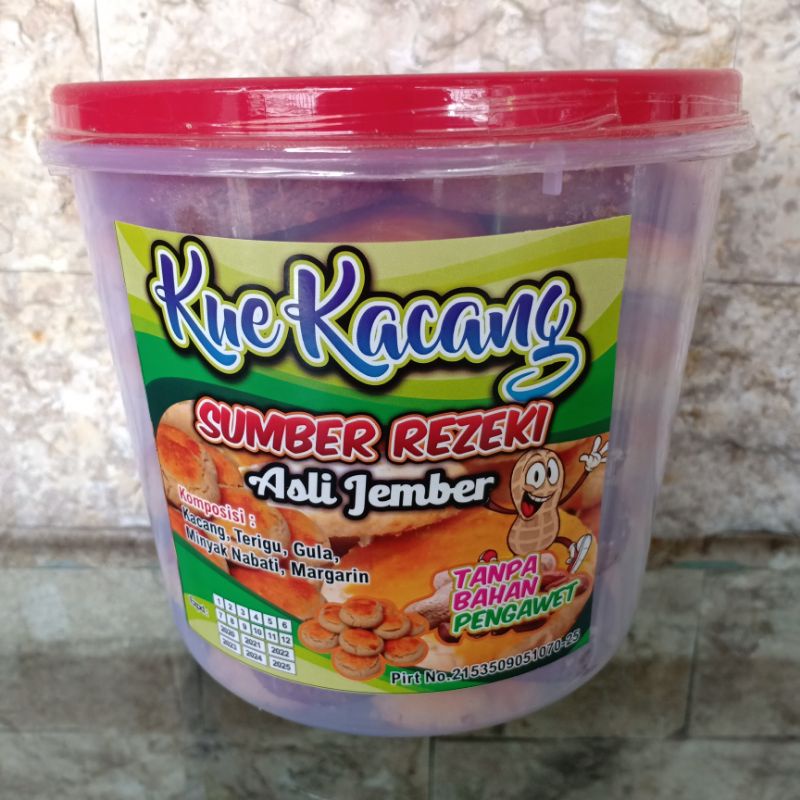 Kue Kacang
SUMBER REZEKI
Asli Jember
Komposisi :
Kacang, Terigu, Gula,
Minyak Nabati, Margarin
TANPA
BAHAN
PENGAWET
1 2 3 4 5 6
7 8 9 10 11 12
2020 2021 2022
2023 2024 2025
Pirt No.2153509051070-25